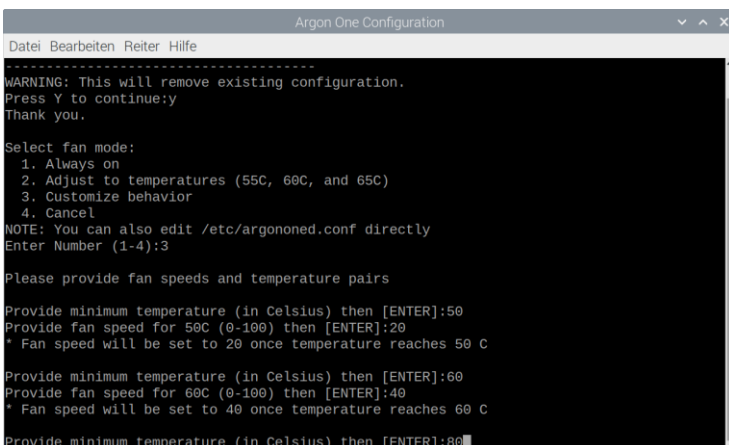 Argon One Configuration
Datei Bearbeiten Reiter Hilfe
--------------------------------------
WARNING: This will remove existing configuration.
Press Y to continue:y
Thank you.
Select fan mode:
1. Always on
2. Adjust to temperatures (55C, 60C, and 65C)
3. Customize behavior
4. Cancel
NOTE: You can also edit /etc/argononed.conf directly
Enter Number (1-4):3
Please provide fan speeds and temperature pairs
Provide minimum temperature (in Celsius) then [ENTER]:50
Provide fan speed for 50C (0-100) then [ENTER]:20
* Fan speed will be set to 20 once temperature reaches 50 C
Provide minimum temperature (in Celsius) then [ENTER]:60
Provide fan speed for 60C (0-100) then [ENTER]:40
* Fan speed will be set to 40 once temperature reaches 60 C
Provide minimum temperature (in Celsius) then [ENTER]:80